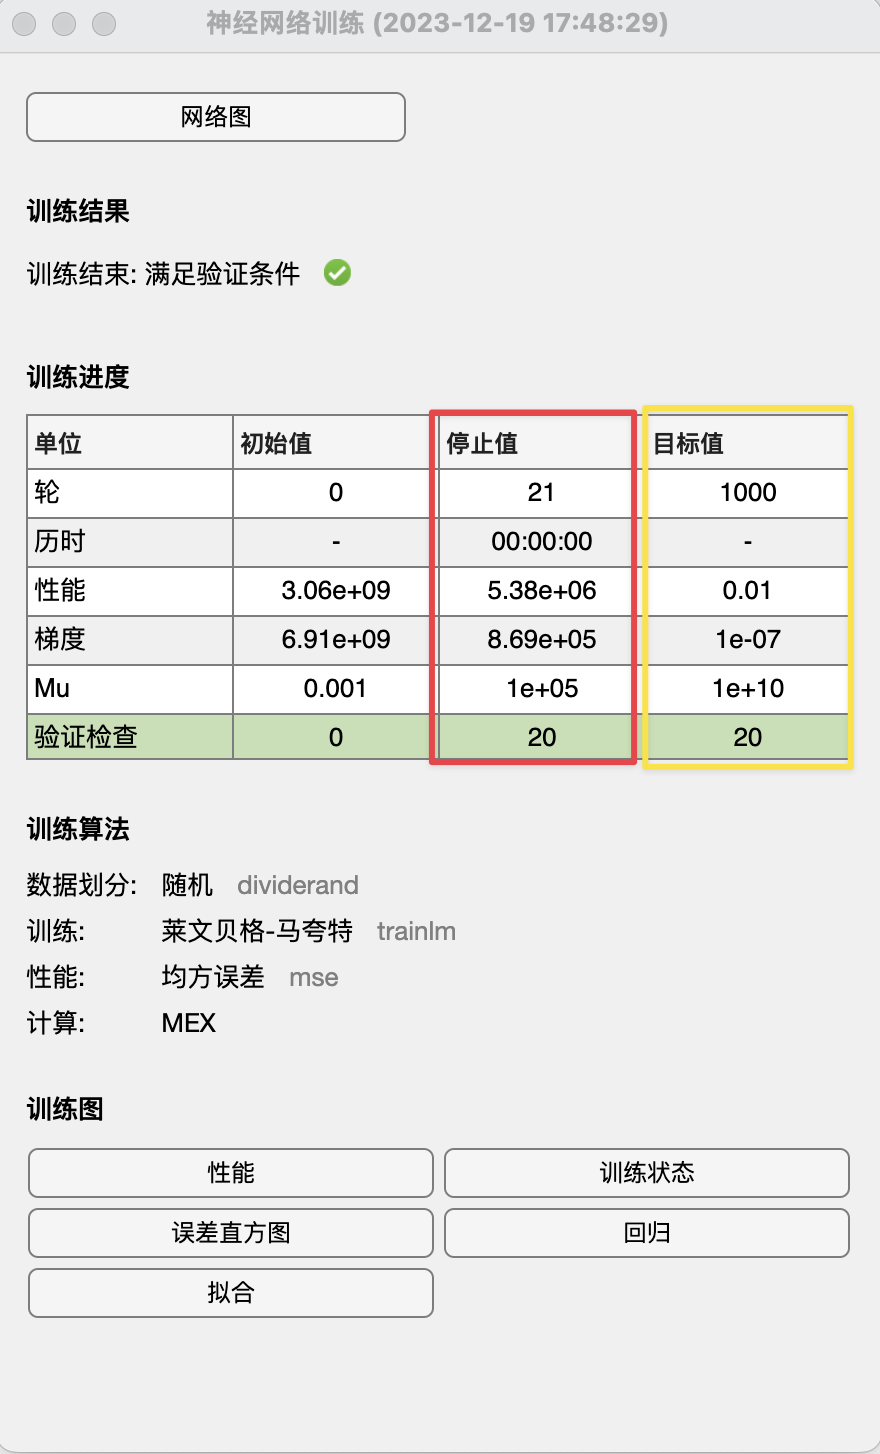 神经网络训练 (2023-12-19 17:48:29)
网络图
训练结果
训练结束: 满足验证条件
训练进度
单位 初始值 停止值 目标值
轮 0 21 1000
历时 - 00:00:00 -
性能 3.06e+09 5.38e+06 0.01
梯度 6.91e+09 8.69e+05 1e-07
Mu 0.001 1e+05 1e+10
验证检查 0 20 20
训练算法
数据划分: 随机 dividerand
训练: 莱文贝格-马夸特 trainlm
性能: 均方误差 mse
计算: MEX
训练图
性能 训练状态
误差直方图 回归
拟合